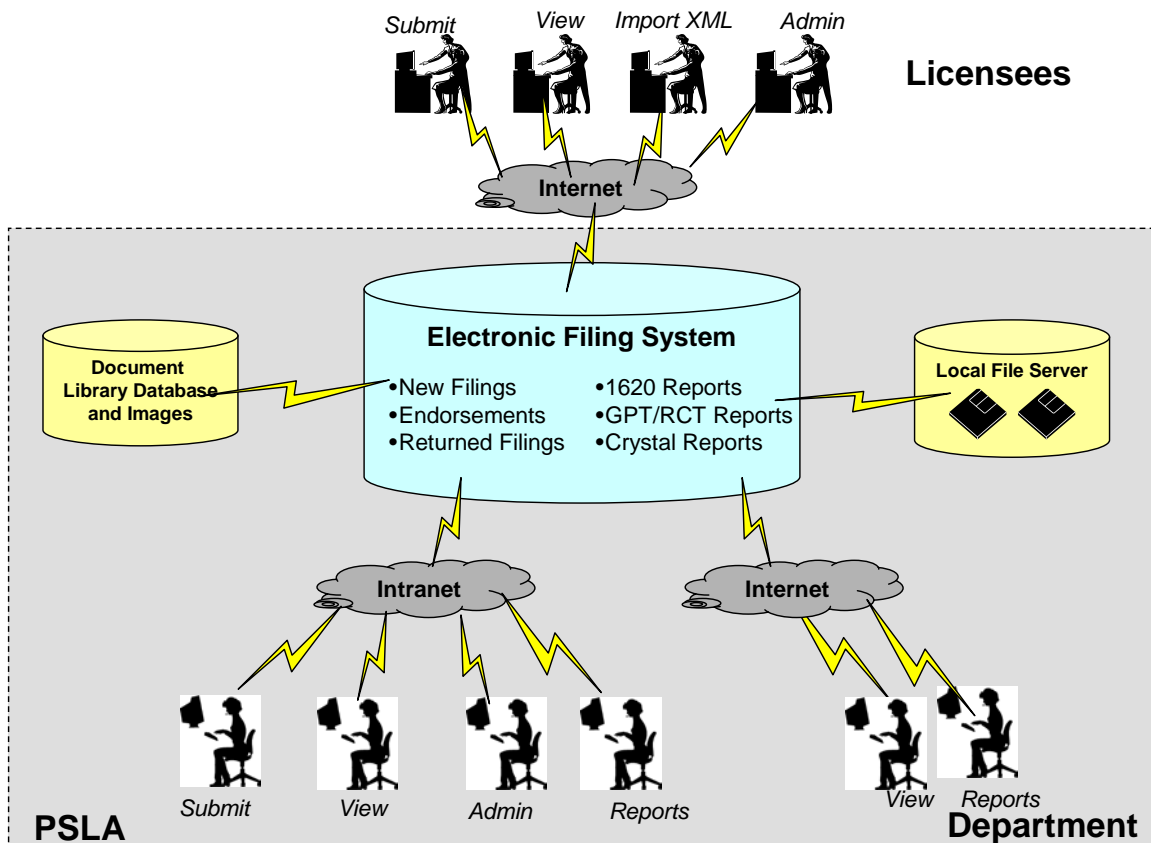 Submit
View
Import XML
Admin
Licensees
Internet
Electronic Filing System
•New Filings
•Endorsements
•Returned Filings
•1620 Reports
•GPT/RCT Reports
•Crystal Reports
Document
Library Database
and Images
Local File Server
Intranet
Internet
Submit
View
Admin
Reports
View
Reports
PSLA
Department